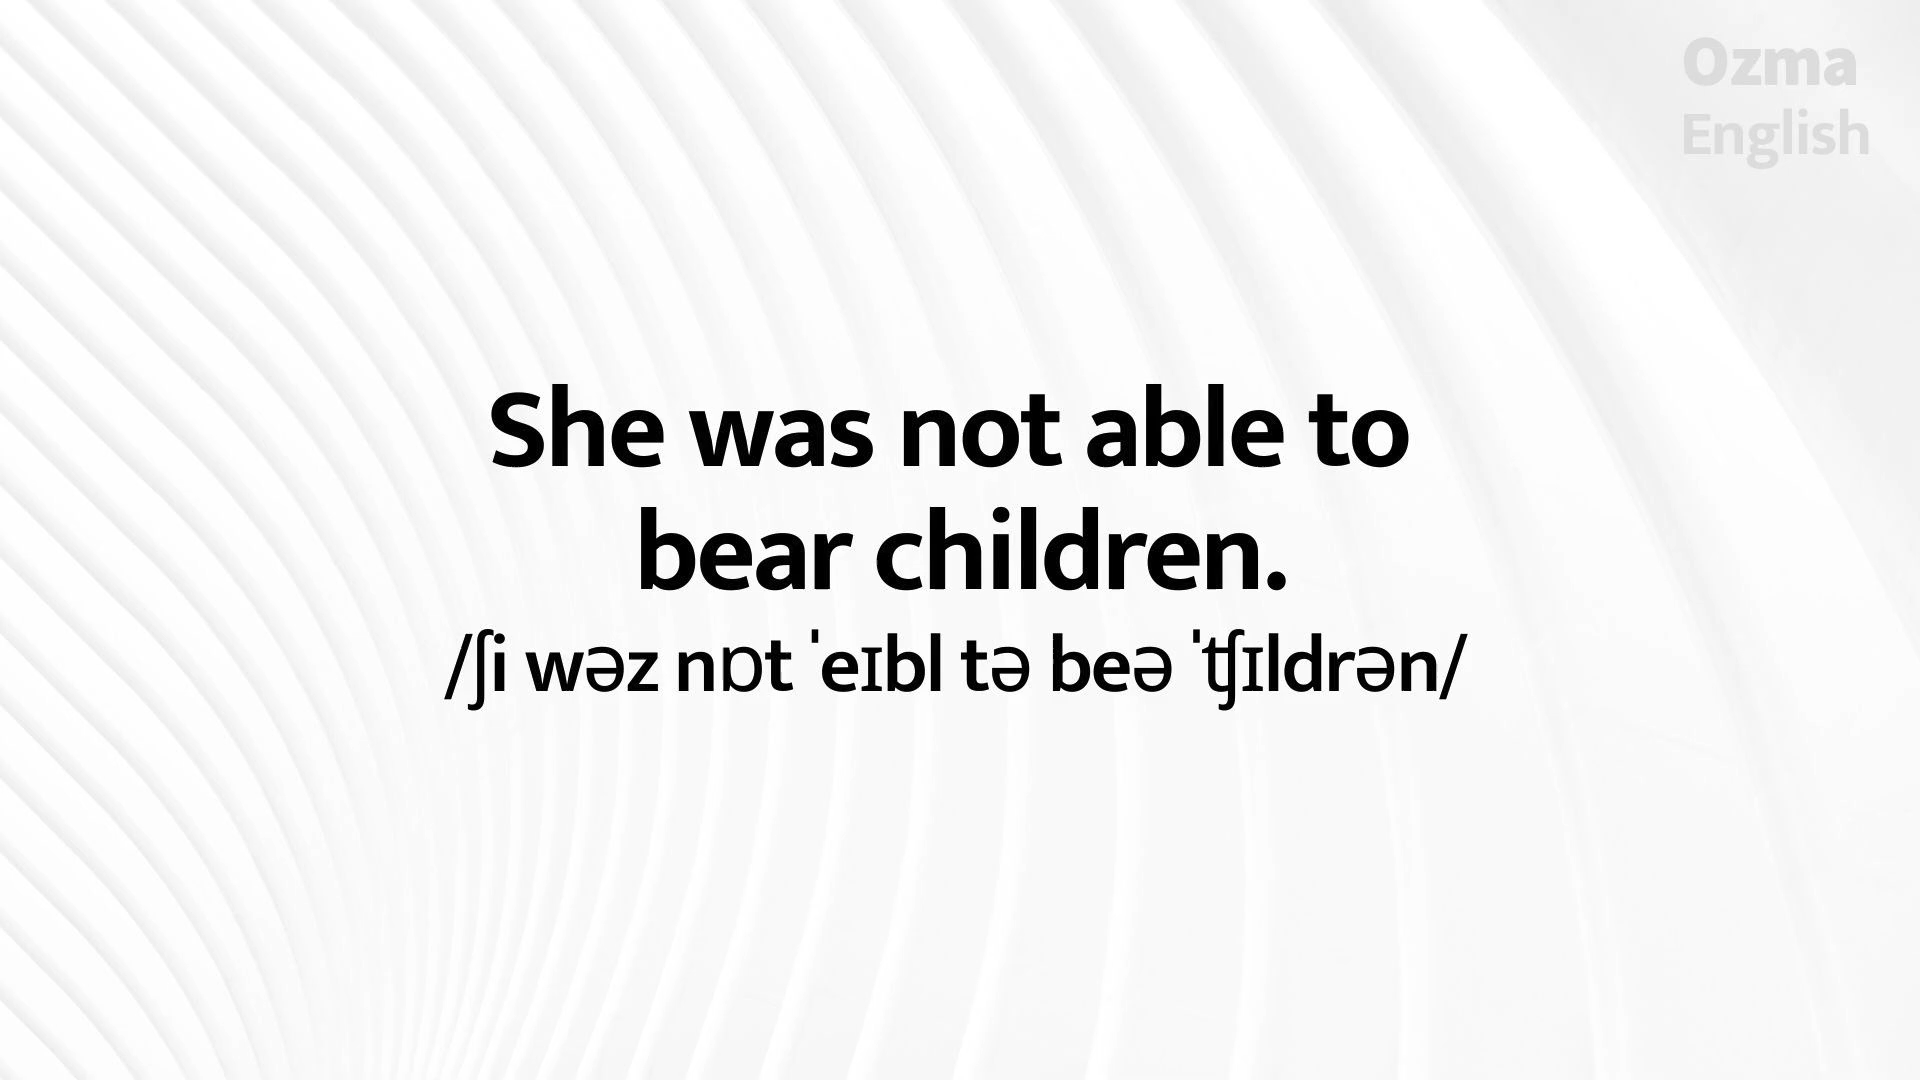 Ozma
English
She was not able to
bear children.
/ʃi wəz nɒt ˈeɪbl tə beə ˈʧɪldrən/